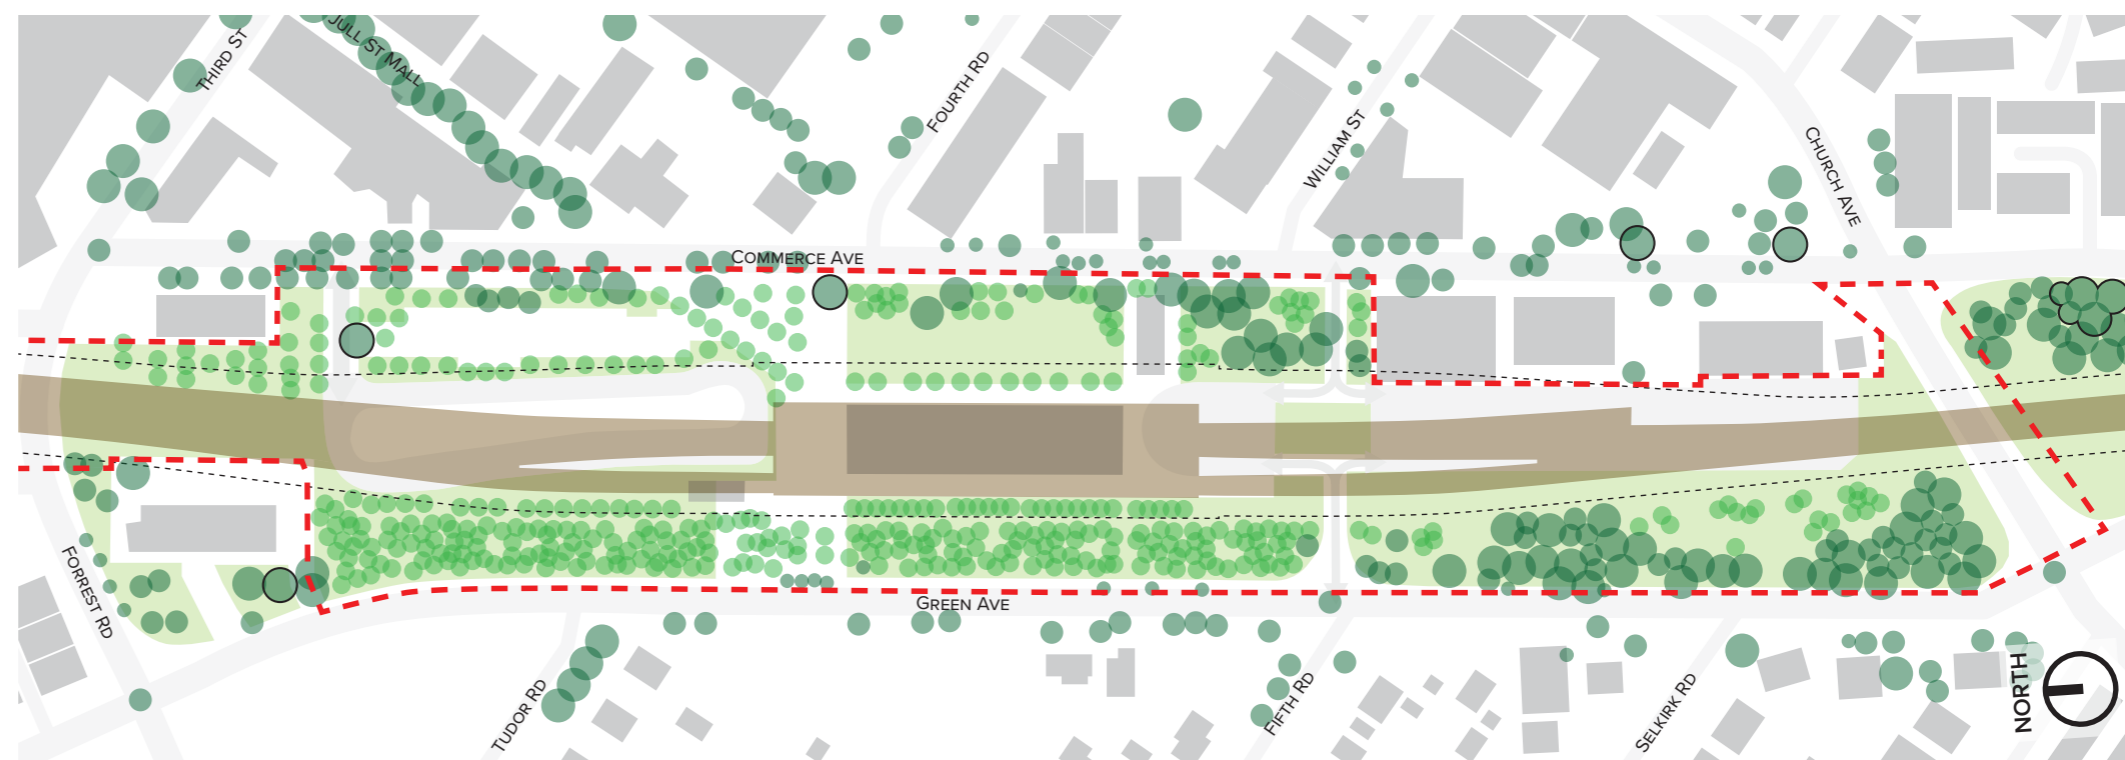 THIRD ST
JULL ST MALL
FOURTH RD
WILLIAM ST
CHURCH AVE
COMMERCE AVE
GREEN AVE
FORREST RD
TUDOR RD
FIFTH RD
SELKIRK RD
NORTH